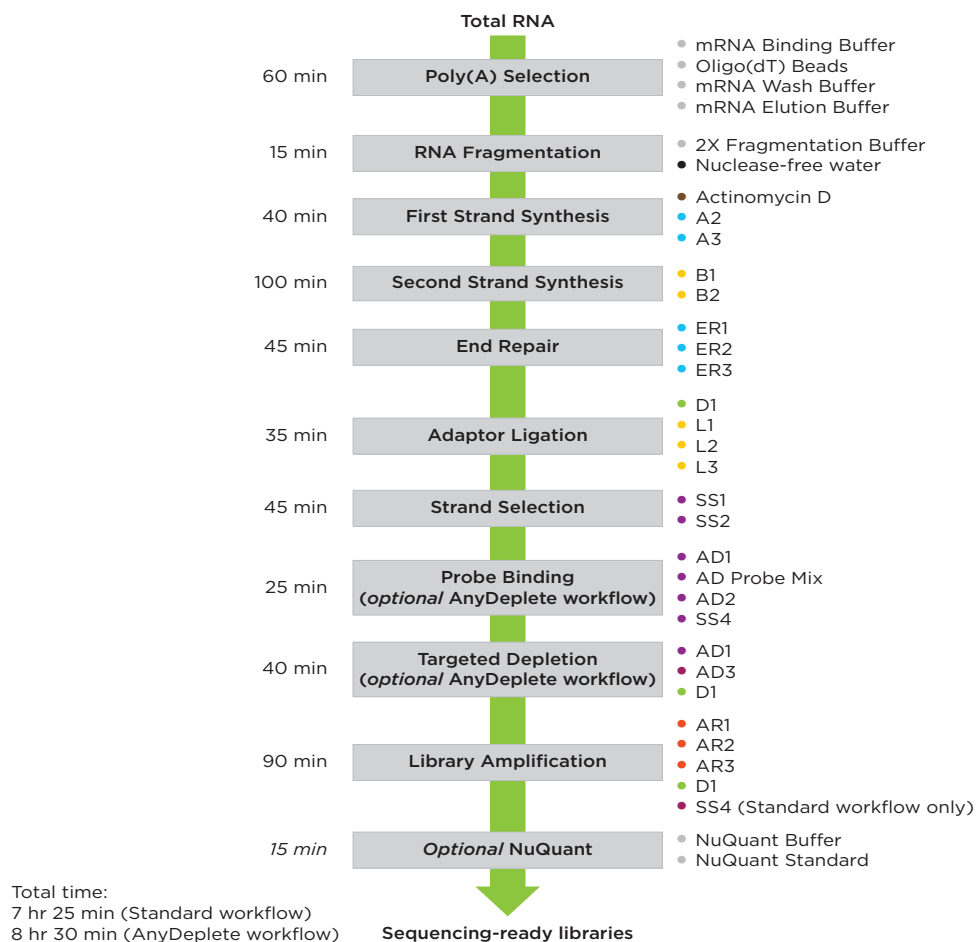 Total RNA
60 min
Poly(A) Selection
mRNA Binding Buffer
Oligo(dT) Beads
mRNA Wash Buffer
mRNA Elution Buffer
15 min
RNA Fragmentation
2X Fragmentation Buffer
Nuclease-free water
40 min
First Strand Synthesis
Actinomycin D
A2
A3
100 min
Second Strand Synthesis
B1
B2
45 min
End Repair
ER1
ER2
ER3
35 min
Adaptor Ligation
D1
L1
L2
L3
45 min
Strand Selection
SS1
SS2
25 min
Probe Binding
(optional AnyDeplete workflow)
AD1
AD Probe Mix
AD2
SS4
40 min
Targeted Depletion
(optional AnyDeplete workflow)
AD1
AD3
D1
90 min
Library Amplification
AR1
AR2
AR3
D1
SS4 (Standard workflow only)
15 min
Optional NuQuant
NuQuant Buffer
NuQuant Standard
Total time:
7 hr 25 min (Standard workflow)
8 hr 30 min (AnyDeplete workflow)
Sequencing-ready libraries